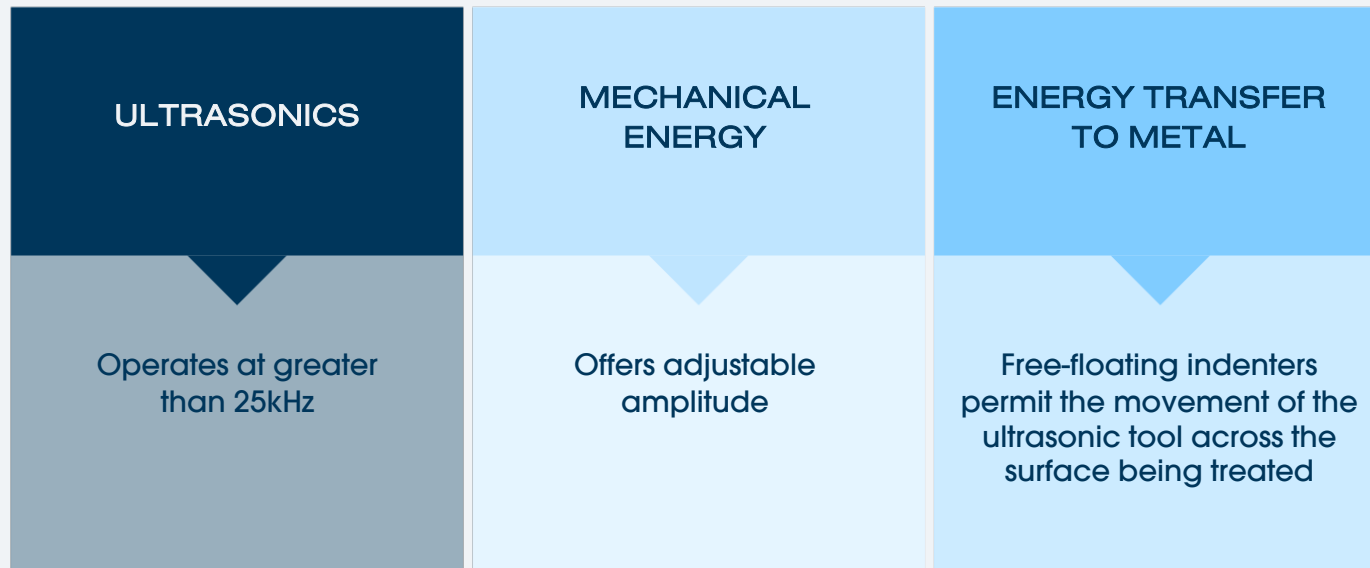 ULTRASONICS
Operates at greater
than 25kHz
MECHANICAL
ENERGY
Offers adjustable
amplitude
ENERGY TRANSFER
TO METAL
Free-floating indenters
permit the movement of the
ultrasonic tool across the
surface being treated